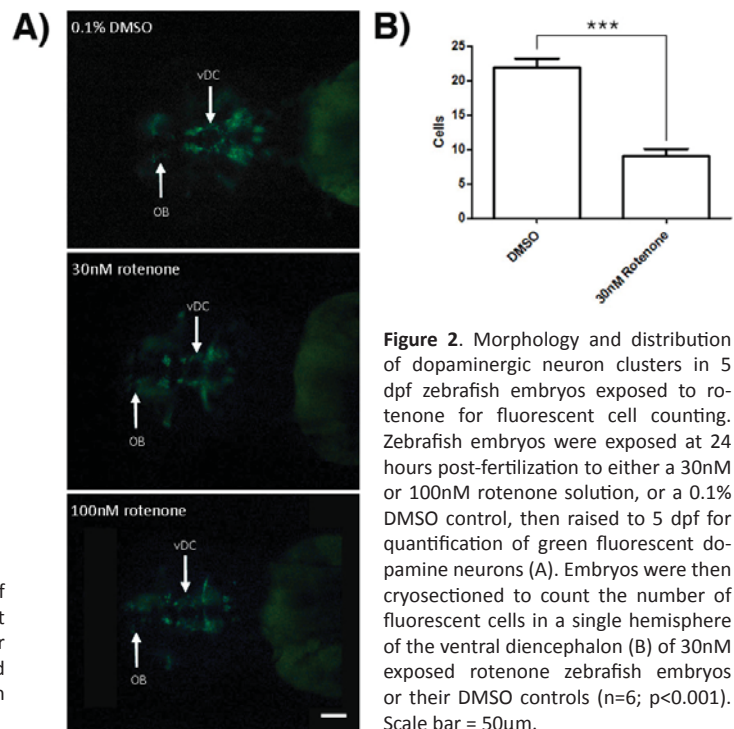 A)
0.1% DMSO
vDC
OB
30nM rotenone
vDC
OB
100nM rotenone
vDC
OB
B)
***
25
20
15
10
5
0
Cells
DMSO
30nM Rotenone
Figure 2. Morphology and distribution
of dopaminergic neuron clusters in 5
dpf zebrafish embryos exposed to ro-
tenone for fluorescent cell counting.
Zebrafish embryos were exposed at 24
hours post-fertilization to either a 30nM
or 100nM rotenone solution, or a 0.1%
DMSO control, then raised to 5 dpf for
quantification of green fluorescent do-
pamine neurons (A). Embryos were then
cryosectioned to count the number of
fluorescent cells in a single hemisphere
of the ventral diencephalon (B) of 30nM
exposed rotenone zebrafish embryos
or their DMSO controls (n=6; p<0.001).
Scale bar = 50µm.